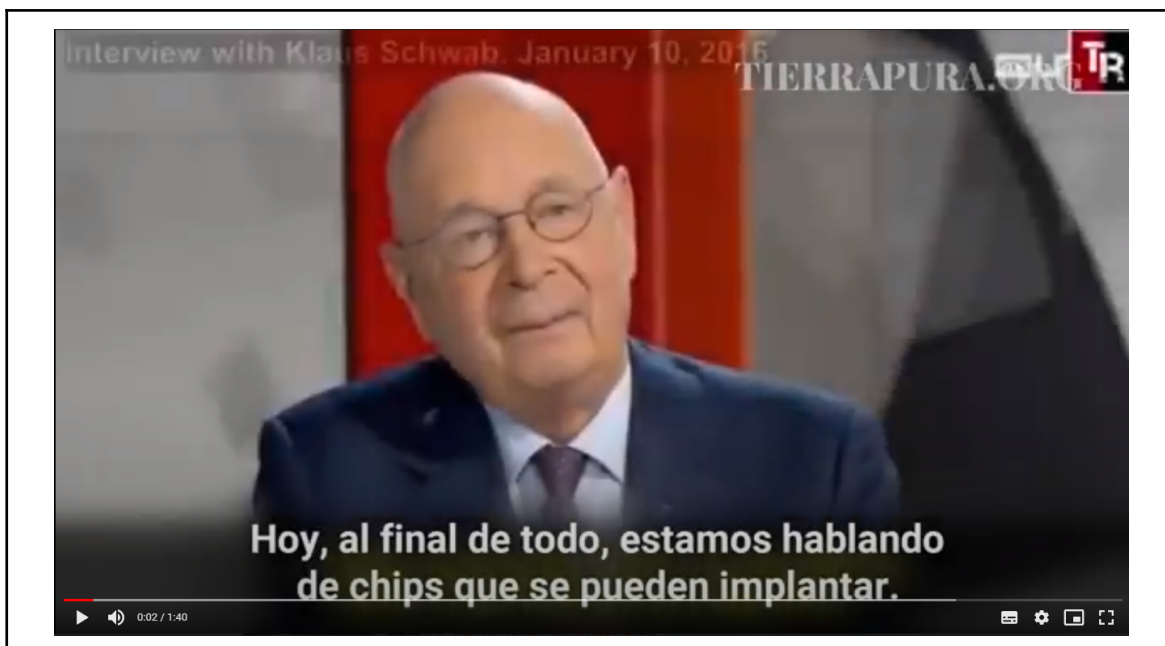 Interview with Klaus Schwab. January 10, 2016
TIERRAPURA.ORG
Hoy, al final de todo, estamos hablando
de chips que se pueden implantar.
0:02 / 1:40